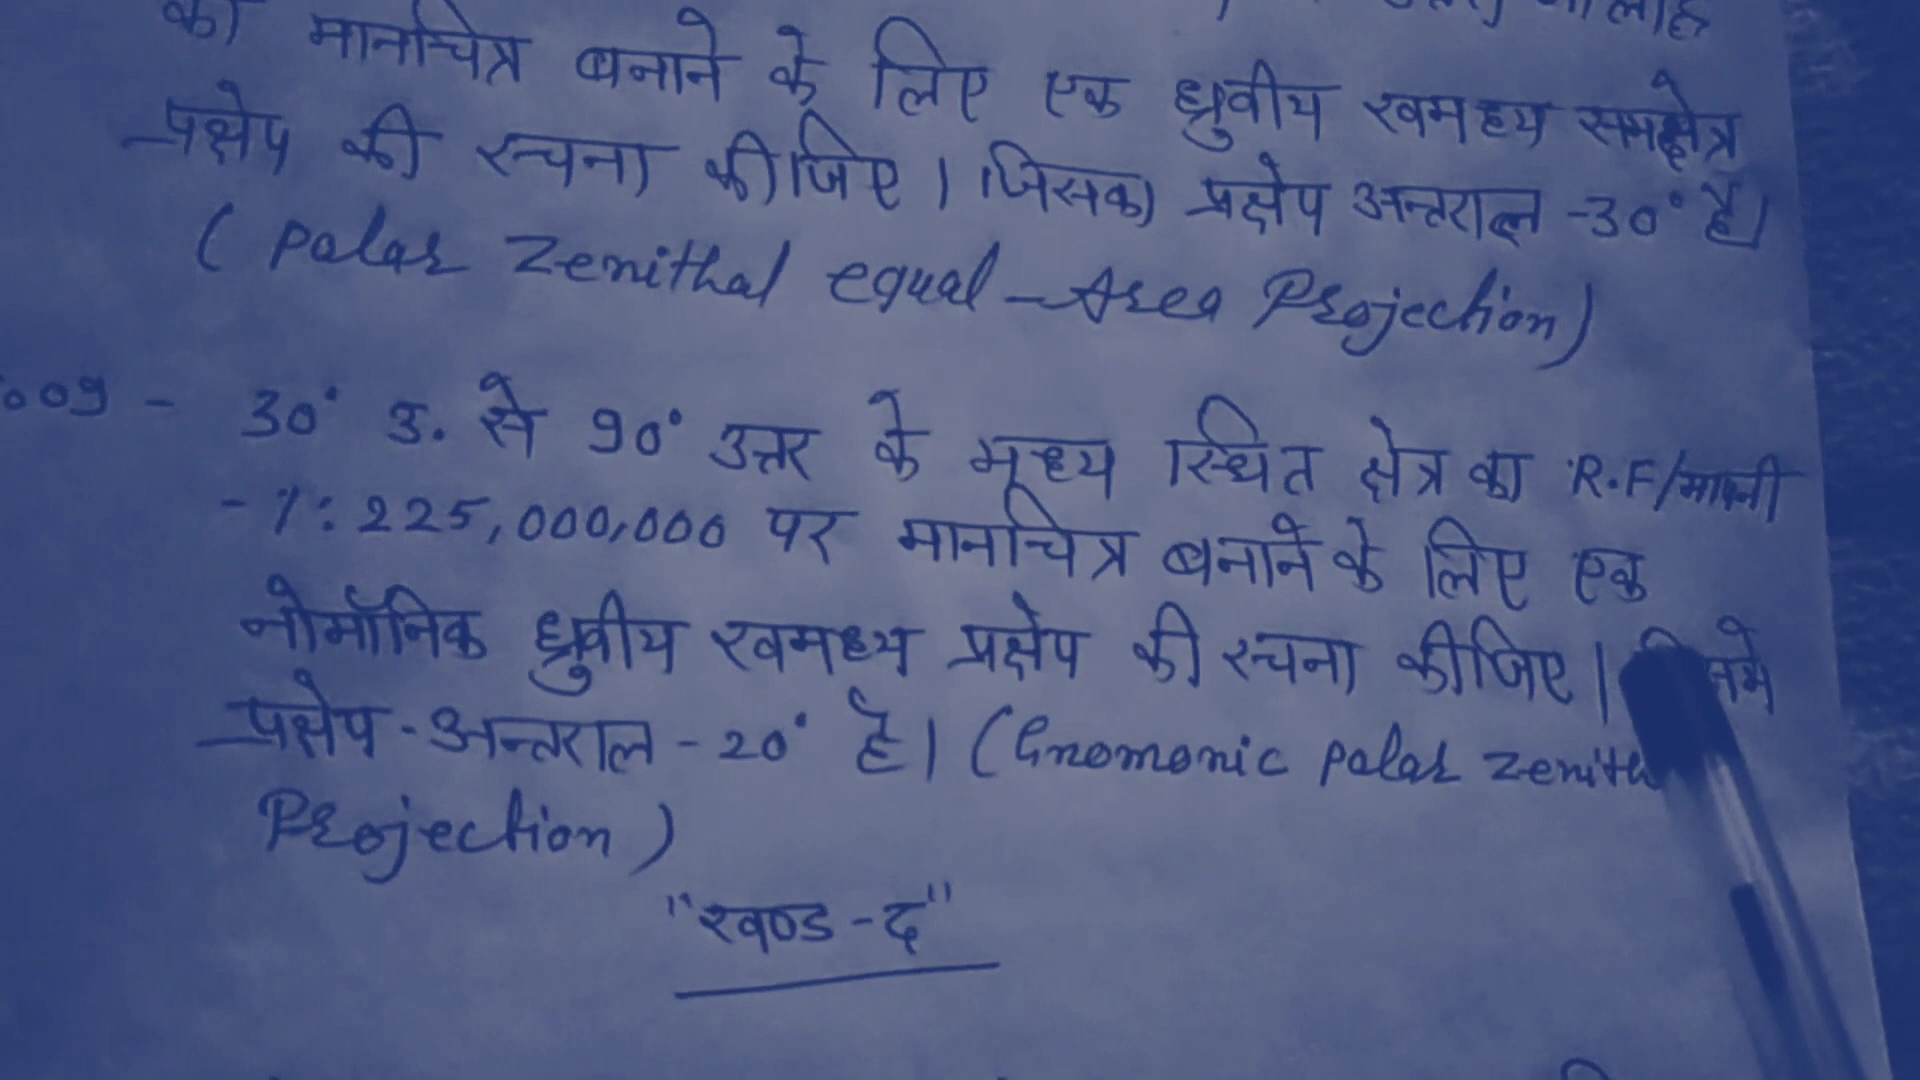 का मानचित्र बनाने के लिए एक ध्रुवीय खमध्य समक्षेत्र
प्रक्षेप की रचना कीजिए। जिसका प्रक्षेप अन्तराल -30° है।
(Polar Zenithal equal-Area Projection)
009 - 30° उ. से 90° उत्तर के मध्य स्थित क्षेत्र का R.F/मापनी
- 1:225,000,000 पर मानचित्र बनाने के लिए एक
नोमॉनिक ध्रुवीय खमध्य प्रक्षेप की रचना कीजिए।
प्रक्षेप-अन्तराल - 20° है। (Gnomonic Polar Zenith
Projection)
"खण्ड-द"